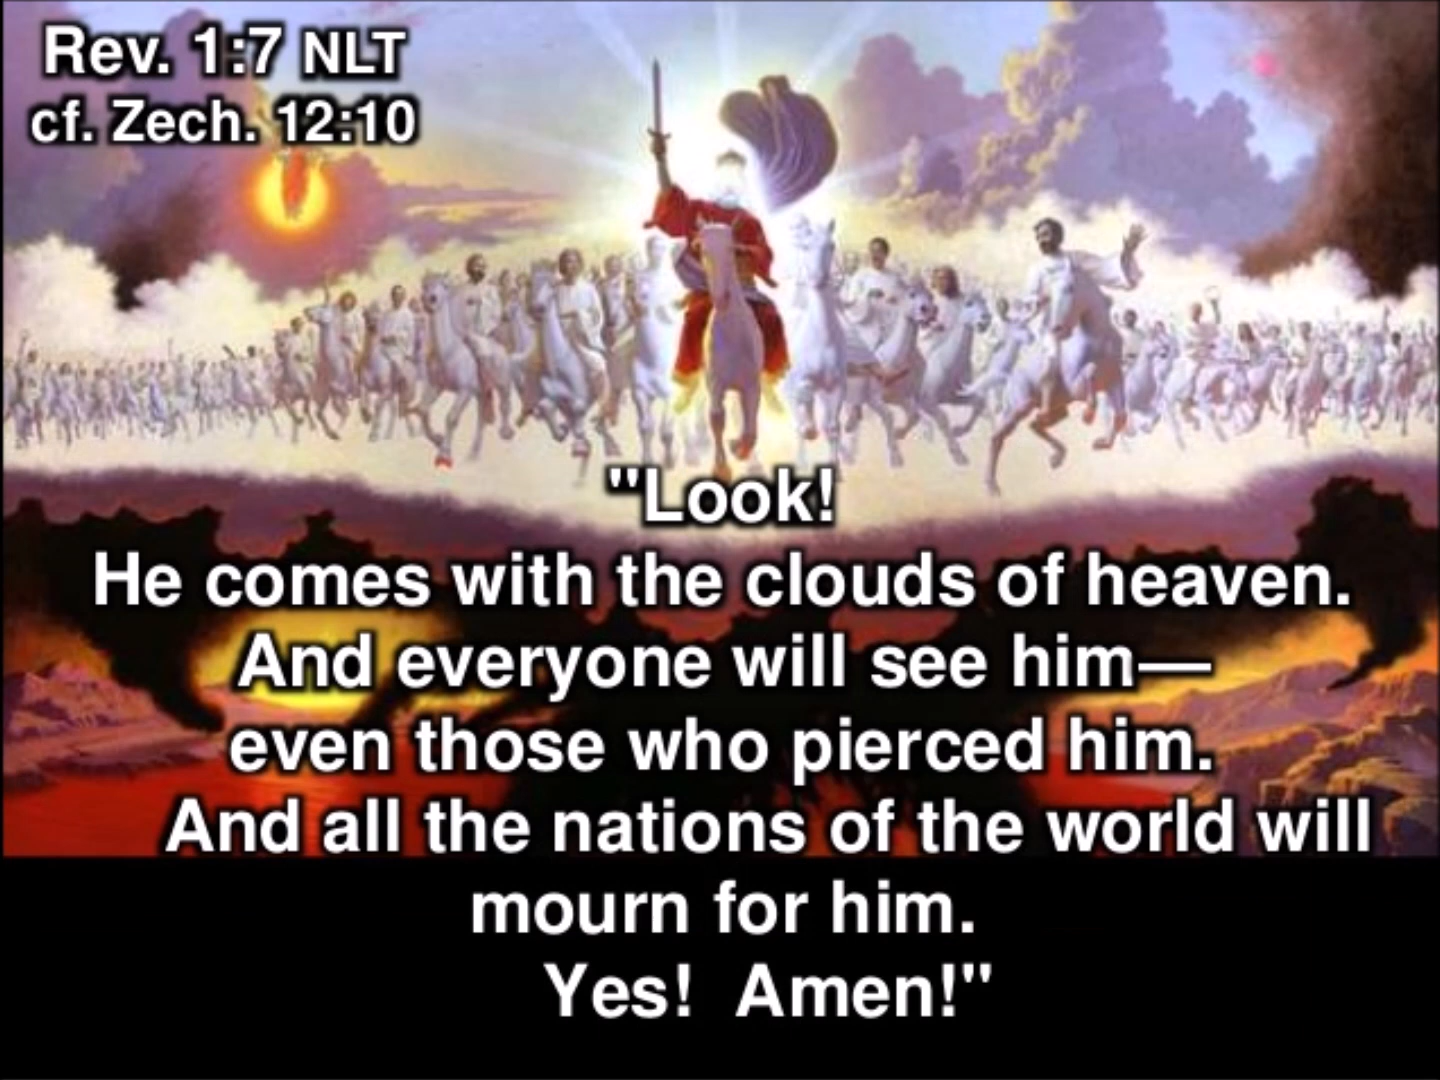 Rev. 1:7 NLT
cf. Zech. 12:10
"Look!
He comes with the clouds of heaven.
And everyone will see him—
even those who pierced him.
And all the nations of the world will
mourn for him.
Yes! Amen!"